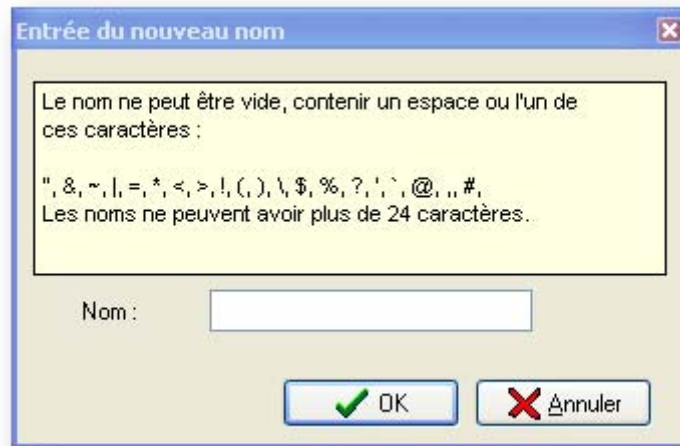 Entrée du nouveau nom
Le nom ne peut être vide, contenir un espace ou l'un de
ces caractères :
", &, ~, |, =, *, <, >, !, (, ), \, $, %, ?, ', `, @, ,, #,
Les noms ne peuvent avoir plus de 24 caractères.
Nom :
OK
Annuler